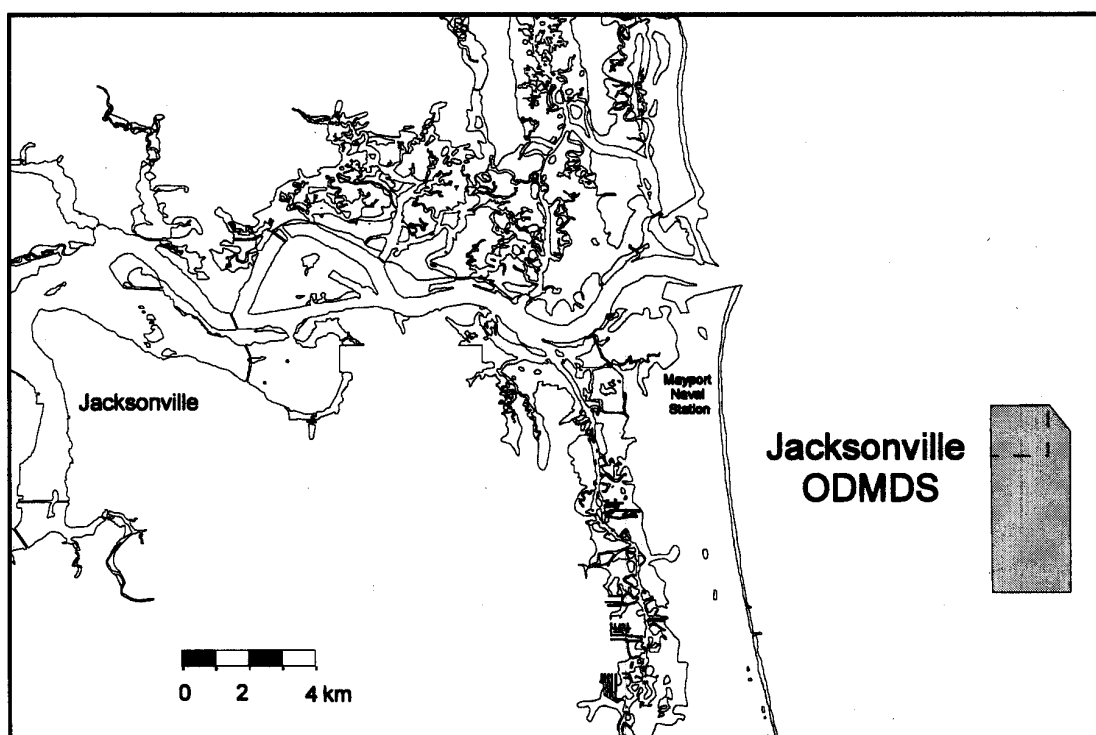 Jacksonville
Mayport
Naval
Station
Jacksonville
ODMDS
0 2 4 km